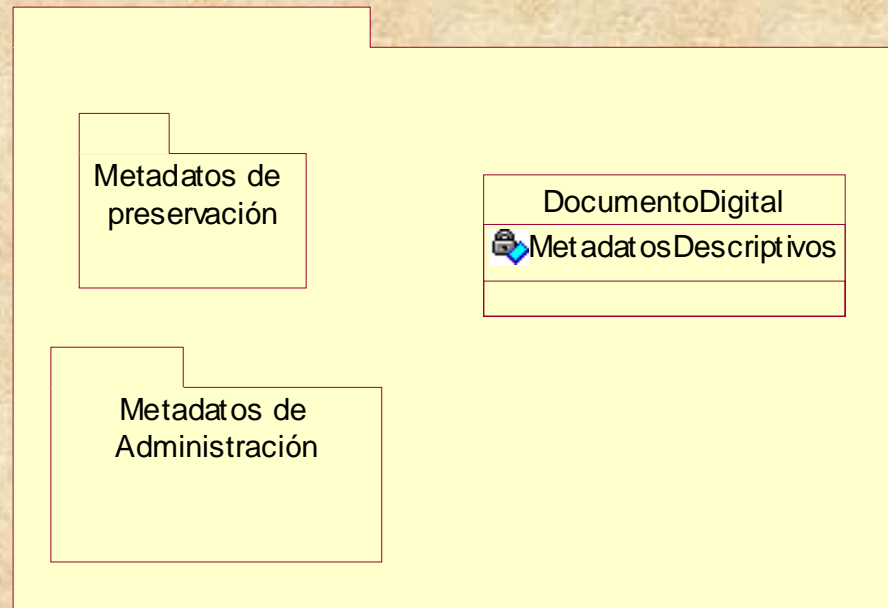 Metadatos de
preservación
DocumentoDigital
MetadatosDescriptivos
Metadatos de
Administración